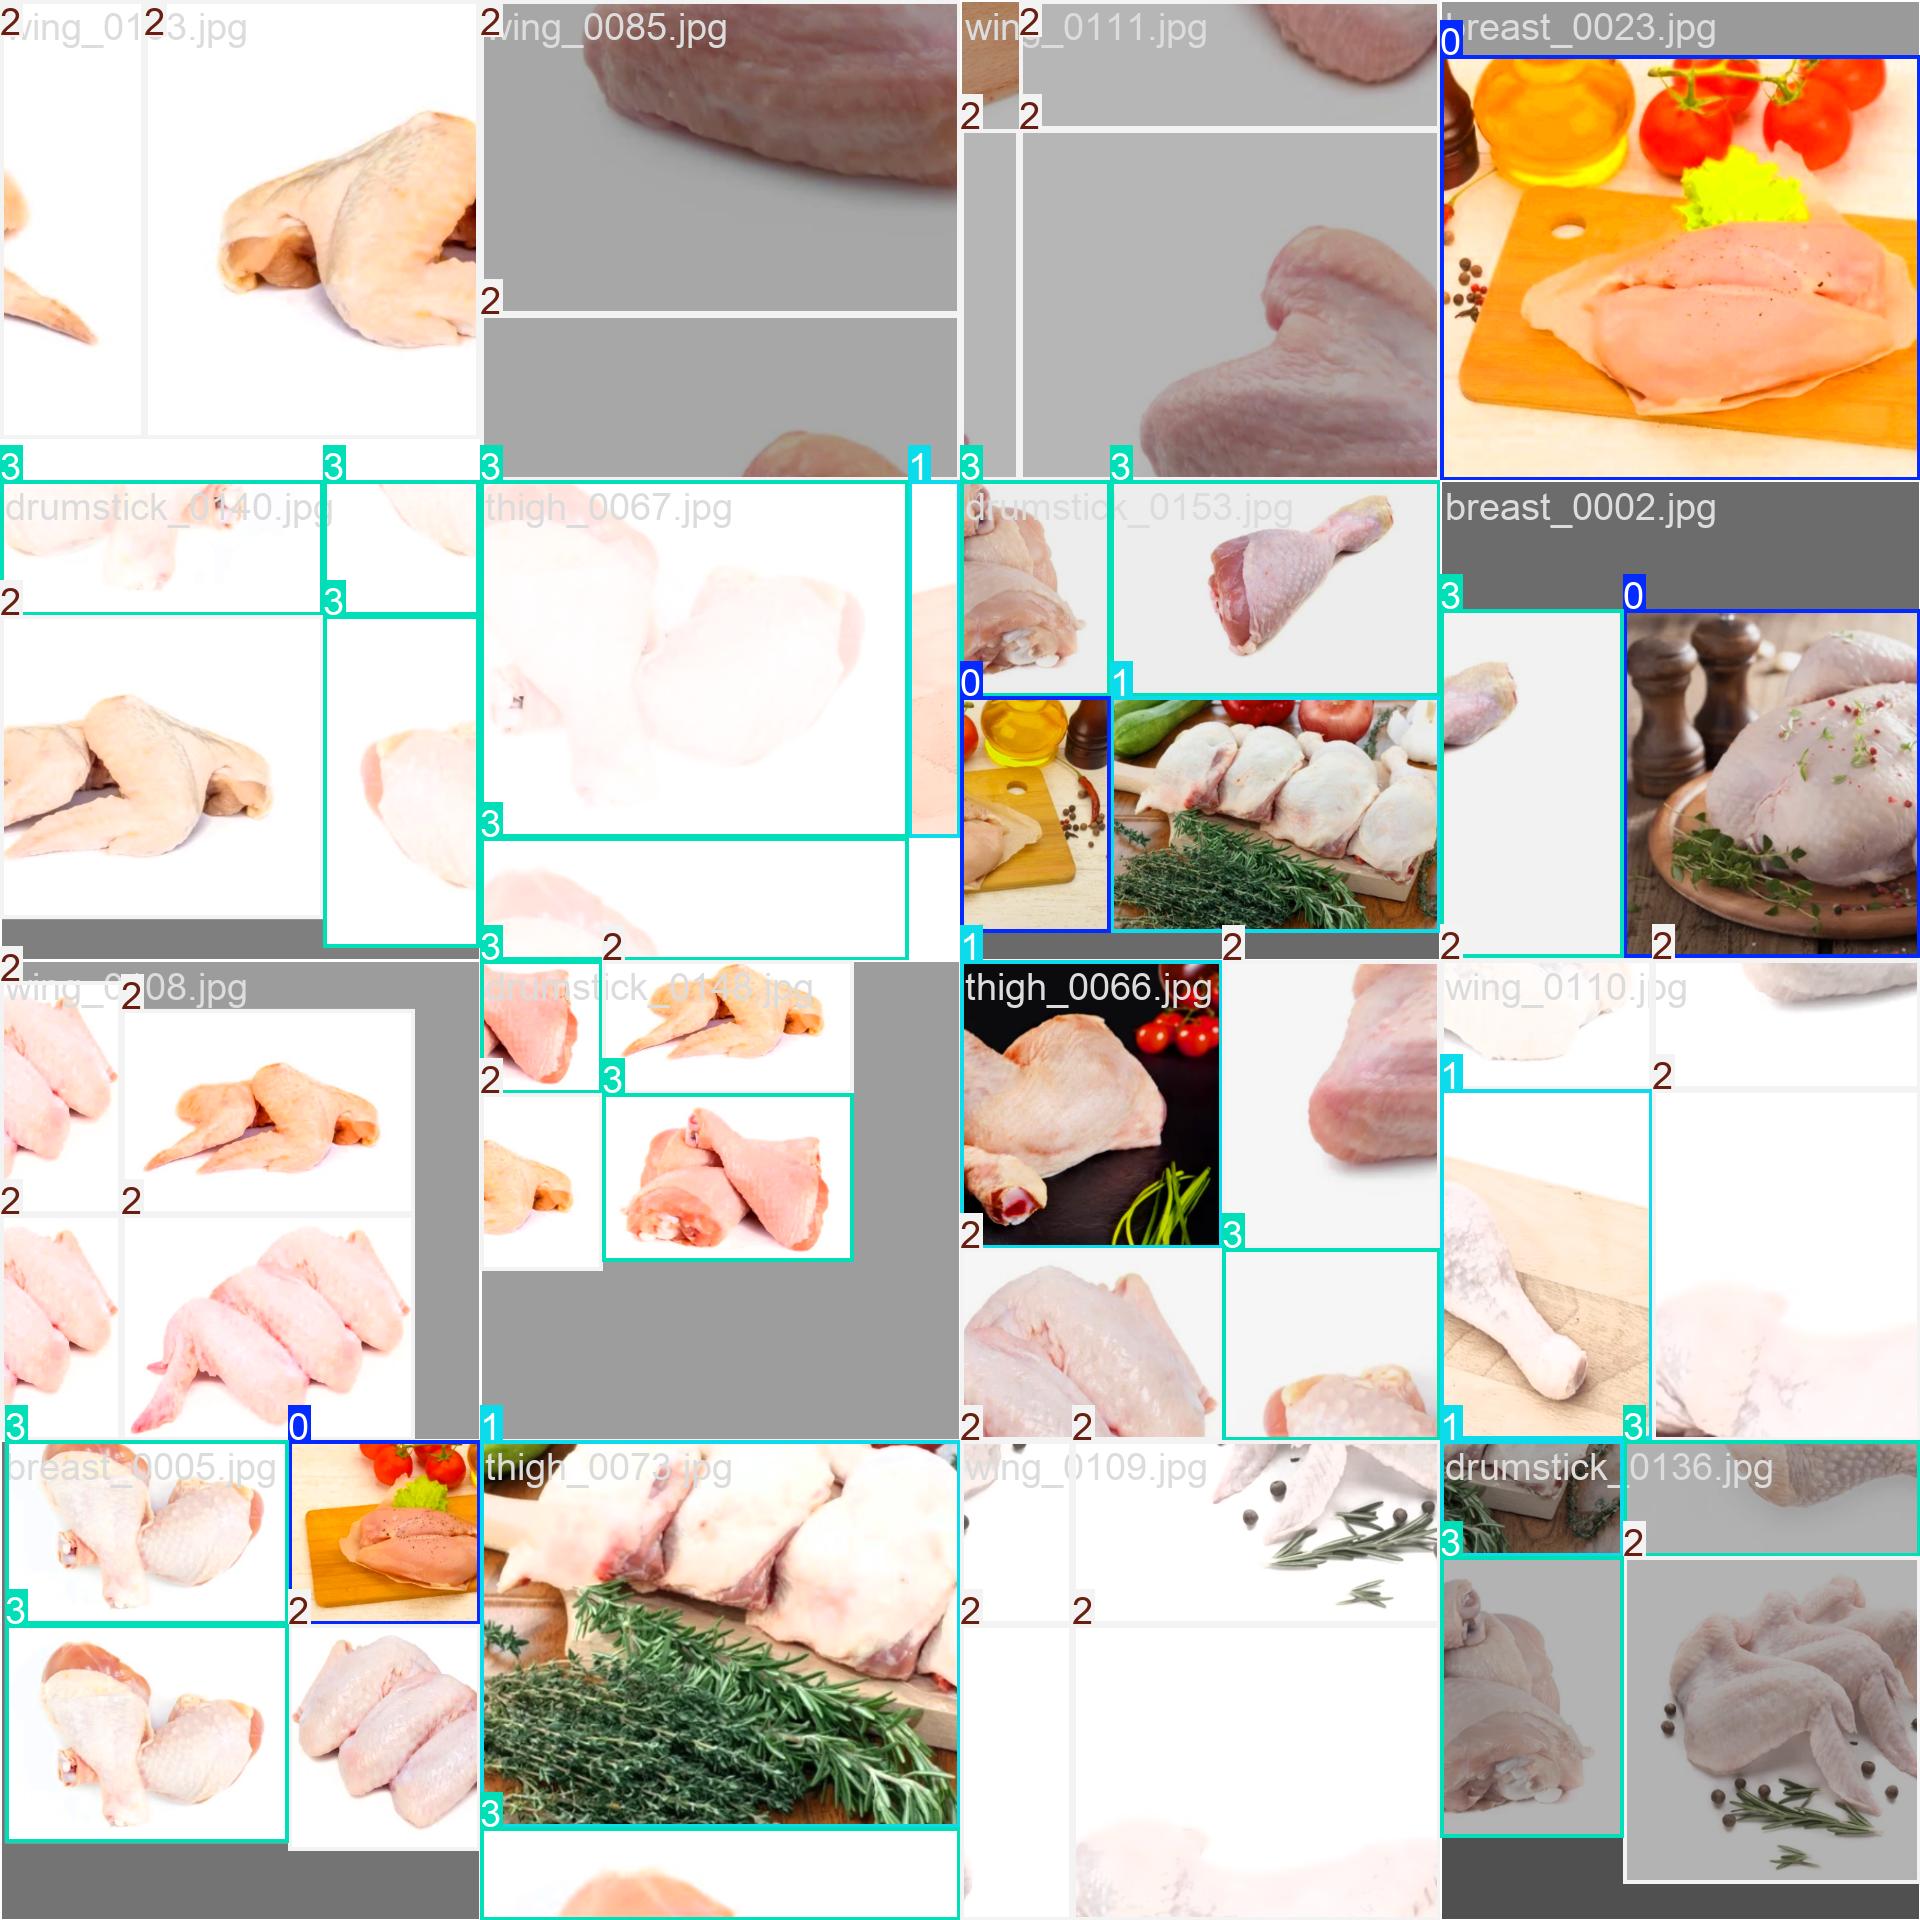 2 2 2 2 0
wing_0103.jpg wing_0085.jpg wing_0111.jpg breast_0023.jpg
2 2
2
3 3 3 1 3 3
drumstick_0140.jpg thigh_0067.jpg drumstick_0153.jpg breast_0002.jpg
2 3 3 0
0 1
3
2 2 3 2 1 2 2 2
wing_0108.jpg drumstick_0148.jpg thigh_0066.jpg wing_0110.jpg
2 3 1 2
2 2 2 3
3 0 1 2 2 1 3
breast_0005.jpg thigh_0073.jpg wing_0109.jpg drumstick_0136.jpg
3 2
3 2 2 2
3